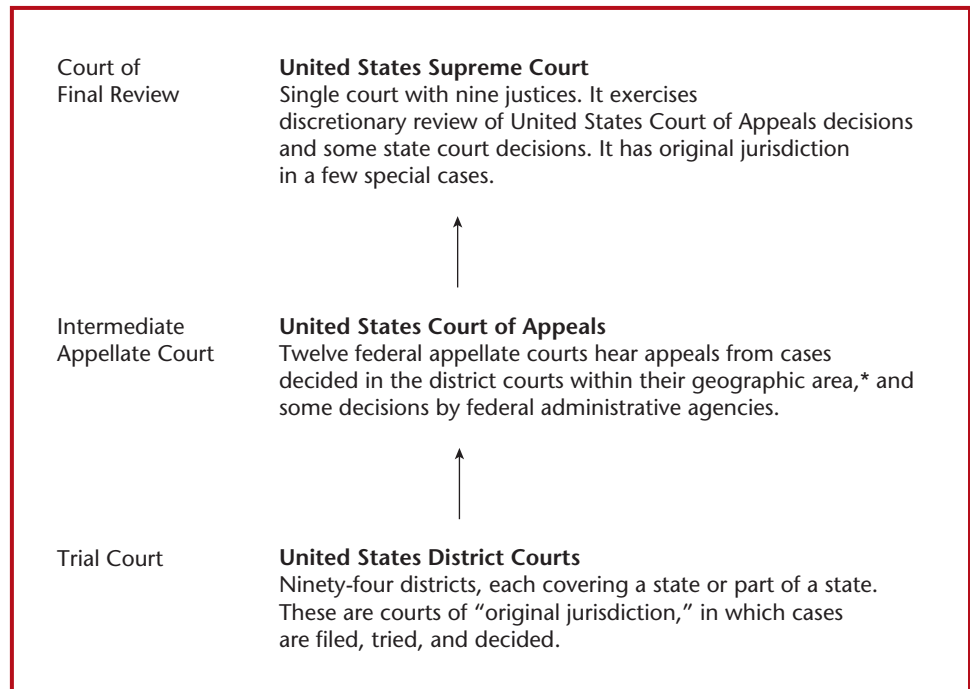 Court of
Final Review
United States Supreme Court
Single court with nine justices. It exercises
discretionary review of United States Court of Appeals decisions
and some state court decisions. It has original jurisdiction
in a few special cases.
Intermediate
Appellate Court
United States Court of Appeals
Twelve federal appellate courts hear appeals from cases
decided in the district courts within their geographic area,* and
some decisions by federal administrative agencies.
Trial Court
United States District Courts
Ninety-four districts, each covering a state or part of a state.
These are courts of “original jurisdiction,” in which cases
are filed, tried, and decided.